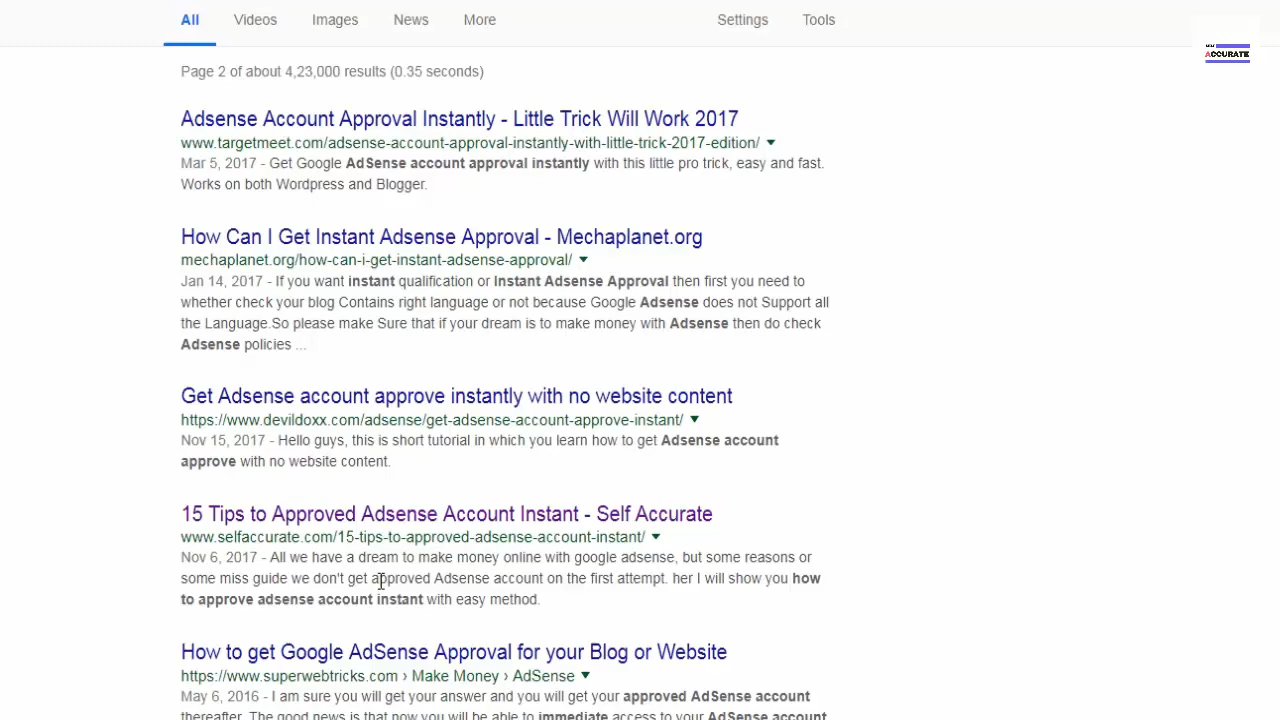 All Videos Images News More Settings Tools
ACCURATE
Page 2 of about 4,23,000 results (0.35 seconds)
Adsense Account Approval Instantly - Little Trick Will Work 2017
www.targetmeet.com/adsense-account-approval-instantly-with-little-trick-2017-edition/
Mar 5, 2017 - Get Google AdSense account approval instantly with this little pro trick, easy and fast.
Works on both Wordpress and Blogger.
How Can I Get Instant Adsense Approval - Mechaplanet.org
mechaplanet.org/how-can-i-get-instant-adsense-approval/
Jan 14, 2017 - If you want instant qualification or Instant Adsense Approval then first you need to
whether check your blog Contains right language or not because Google Adsense does not Support all
the Language.So please make Sure that if your dream is to make money with Adsense then do check
Adsense policies ...
Get Adsense account approve instantly with no website content
https://www.devildoxx.com/adsense/get-adsense-account-approve-instant/
Nov 15, 2017 - Hello guys, this is short tutorial in which you learn how to get Adsense account
approve with no website content.
15 Tips to Approved Adsense Account Instant - Self Accurate
www.selfaccurate.com/15-tips-to-approved-adsense-account-instant/
Nov 6, 2017 - All we have a dream to make money online with google adsense, but some reasons or
some miss guide we don't get approved Adsense account on the first attempt. her I will show you how
to approve adsense account instant with easy method.
How to get Google AdSense Approval for your Blog or Website
https://www.superwebtricks.com › Make Money › AdSense
May 6, 2016 - I am sure you will get your answer and you will get your approved AdSense account
thereafter. The good news is that now you will be able to immediate access to your AdSense account